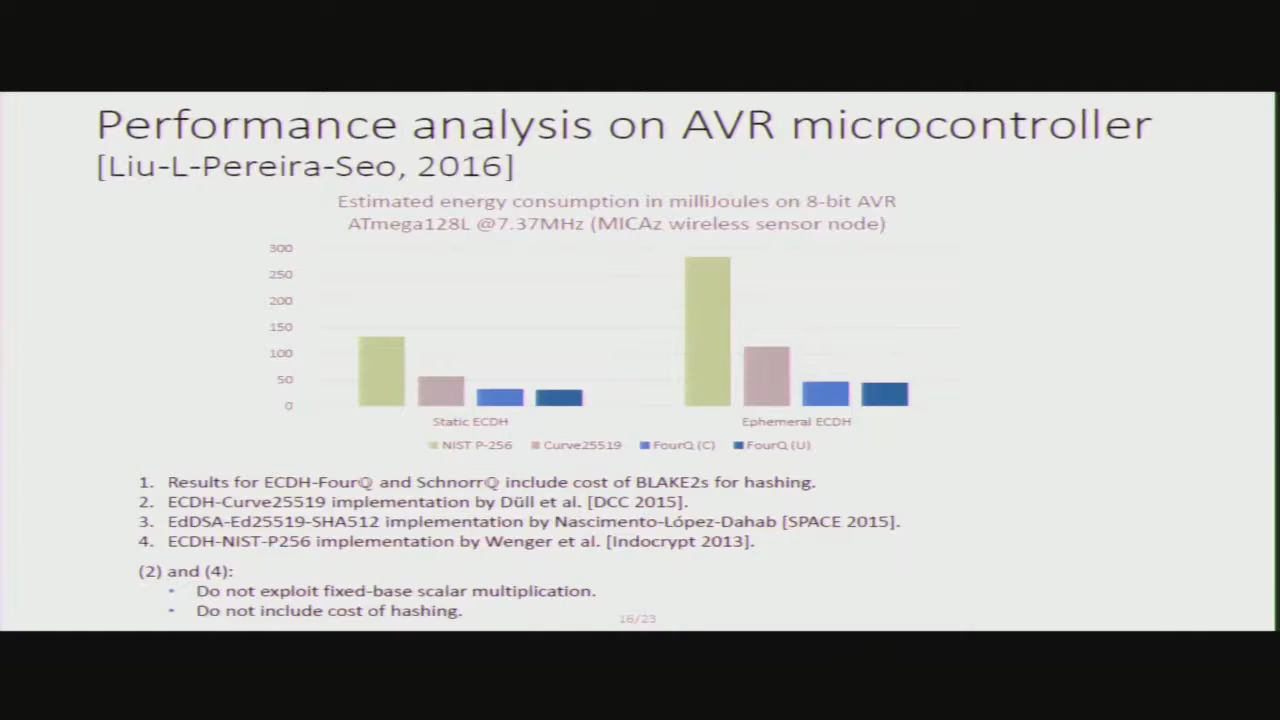 Performance analysis on AVR microcontroller
[Liu-L-Pereira-Seo, 2016]
Estimated energy consumption in milliJoules on 8-bit AVR
ATmega128L @7.37MHz (MICAz wireless sensor node)
300
250
200
150
100
50
0
Static ECDH
Ephemeral ECDH
NIST P-256
Curve25519
FourQ (C)
FourQ (U)
1. Results for ECDH-FourQ and SchnorrQ include cost of BLAKE2s for hashing.
2. ECDH-Curve25519 implementation by Düll et al. [DCC 2015].
3. EdDSA-Ed25519-SHA512 implementation by Nascimento-López-Dahab [SPACE 2015].
4. ECDH-NIST-P256 implementation by Wenger et al. [Indocrypt 2013].
(2) and (4):
• Do not exploit fixed-base scalar multiplication.
• Do not include cost of hashing.
16/23